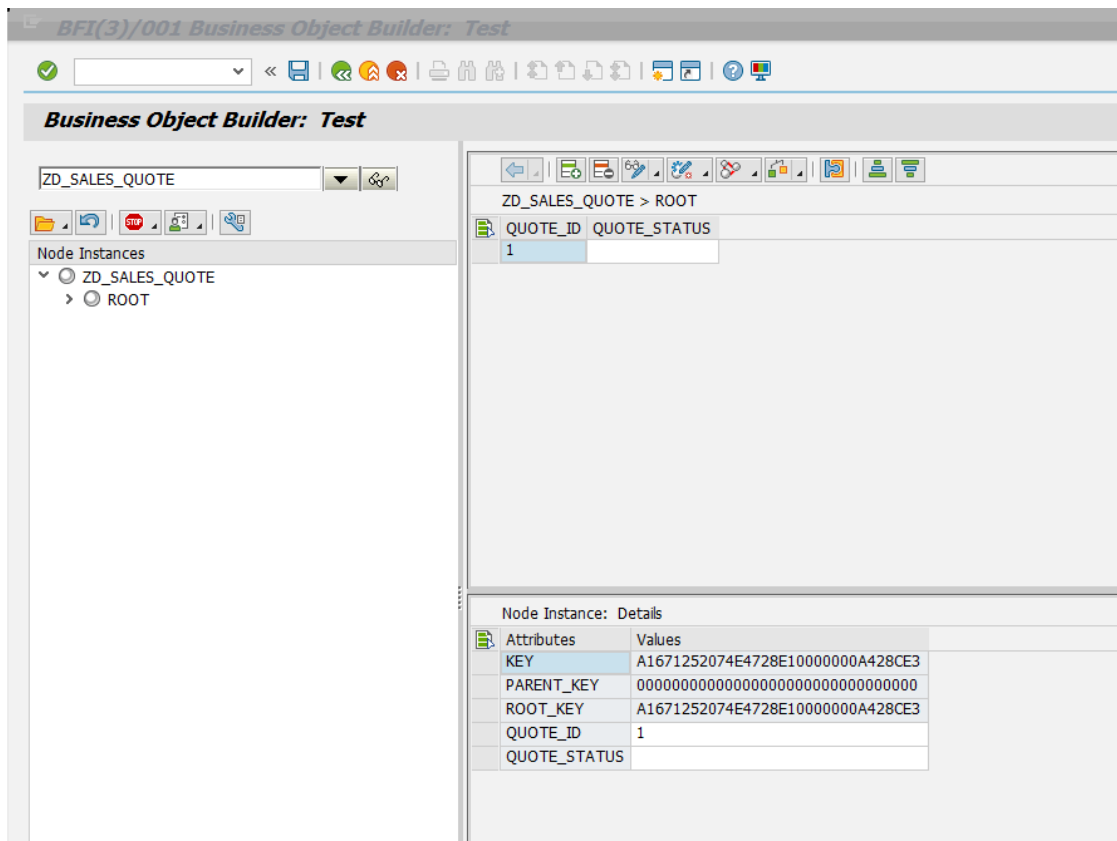 BFI(3)/001 Business Object Builder: Test
Business Object Builder: Test
ZD_SALES_QUOTE
STOP
Node Instances
ZD_SALES_QUOTE
ROOT
ZD_SALES_QUOTE > ROOT
QUOTE_ID QUOTE_STATUS
1
Node Instance: Details
Attributes Values
KEY A1671252074E4728E10000000A428CE3
PARENT_KEY 00000000000000000000000000000000
ROOT_KEY A1671252074E4728E10000000A428CE3
QUOTE_ID 1
QUOTE_STATUS